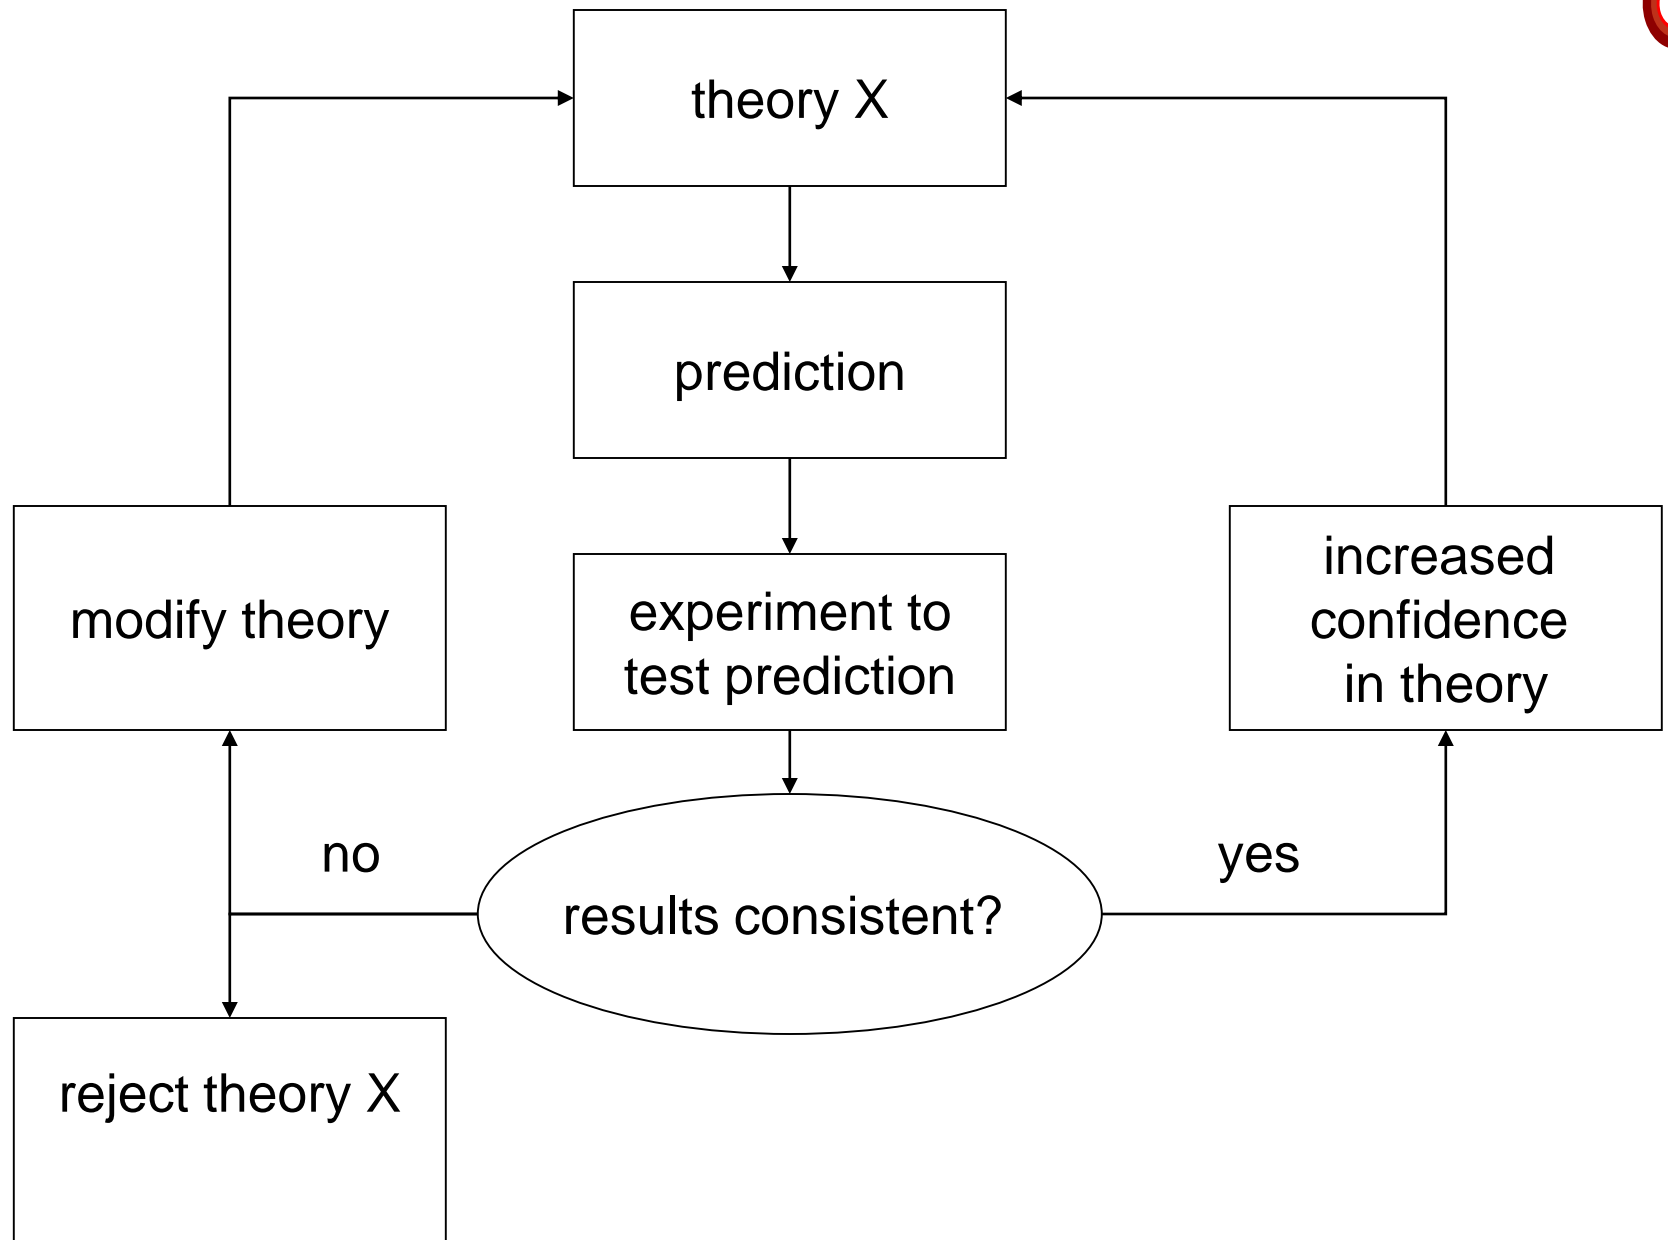 theory X
prediction
modify theory
experiment to
test prediction
increased
confidence
in theory
no
yes
results consistent?
reject theory X